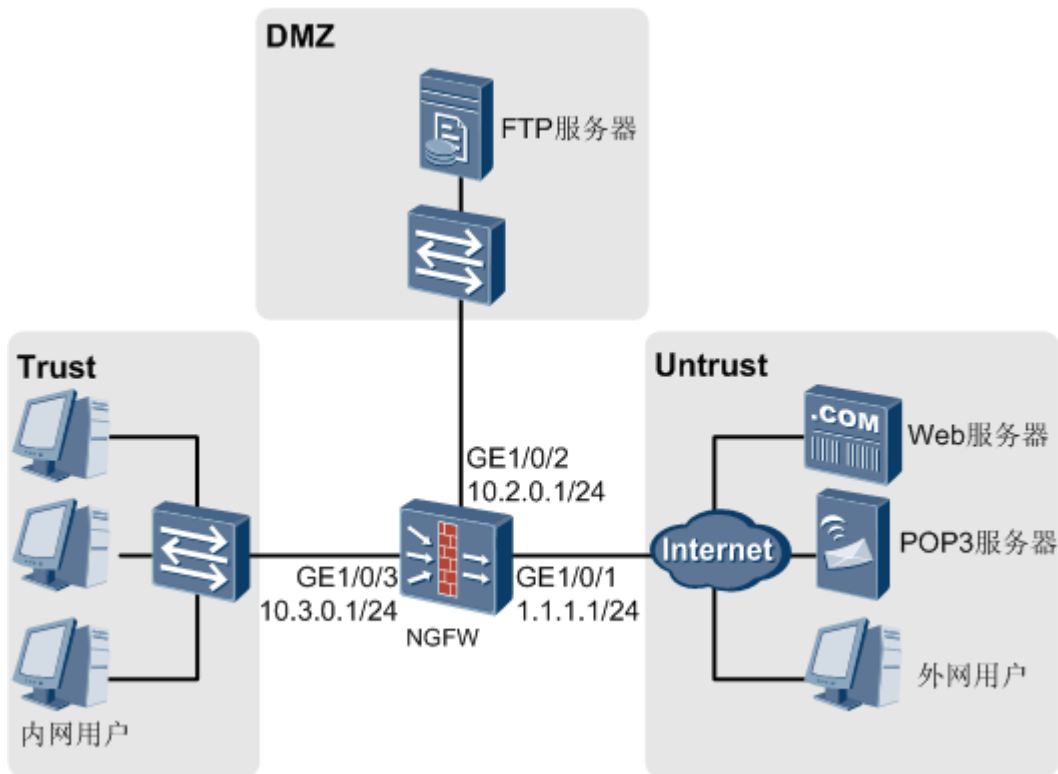 DMZ
FTP服务器
Trust
Untrust
.COM
Web服务器
GE1/0/2
10.2.0.1/24
Internet
POP3服务器
GE1/0/3
10.3.0.1/24
GE1/0/1
1.1.1.1/24
NGFW
外网用户
内网用户